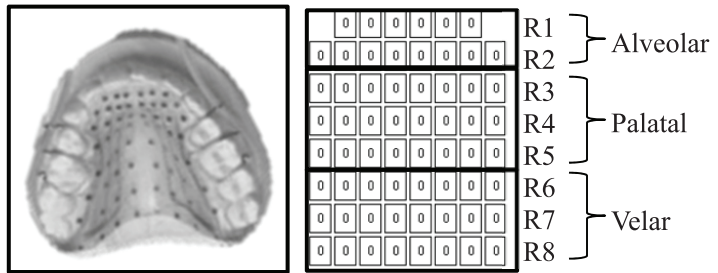 0 0 0 0 0 0 R1
0 0 0 0 0 0 0 0 R2
Alveolar
0 0 0 0 0 0 0 0 R3
0 0 0 0 0 0 0 0 R4
Palatal
0 0 0 0 0 0 0 0 R5
0 0 0 0 0 0 0 0 R6
0 0 0 0 0 0 0 0 R7
Velar
0 0 0 0 0 0 0 0 R8